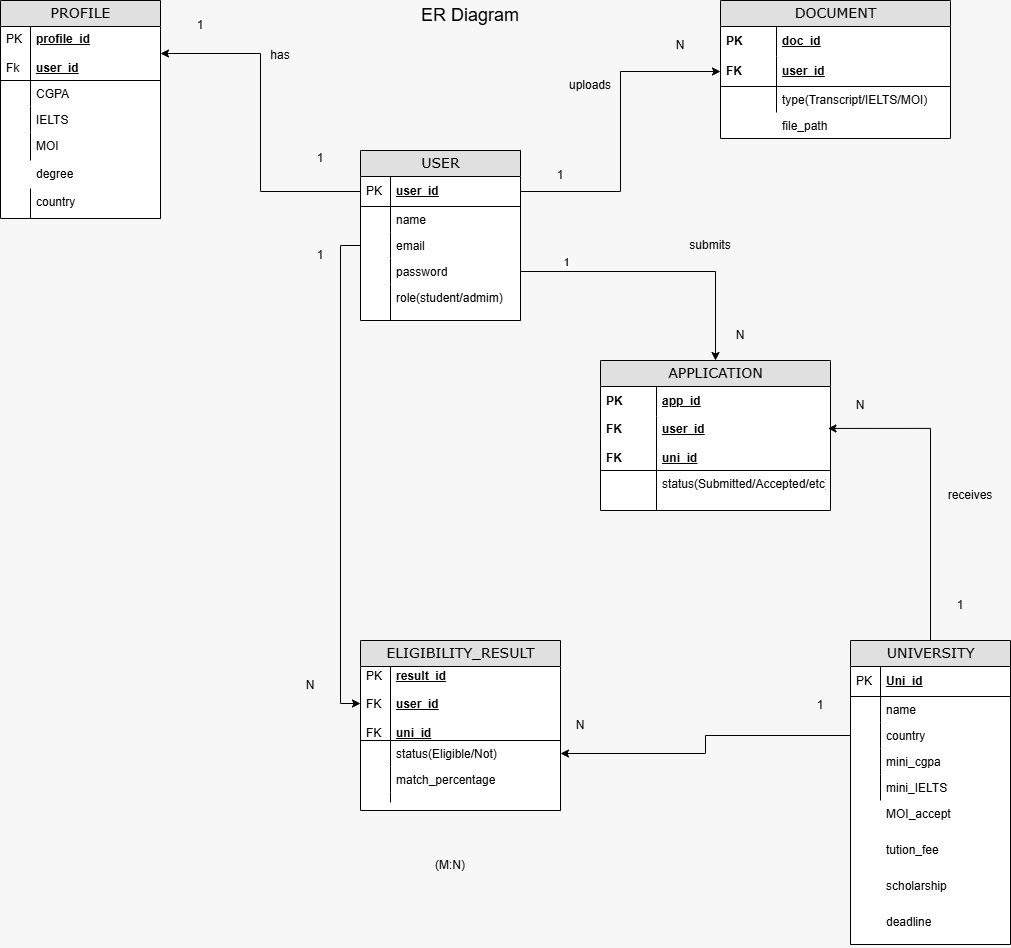 ER Diagram
PROFILE
PK profile_id
Fk user_id
CGPA
IELTS
MOI
degree
country
1
has
1
DOCUMENT
PK doc_id
FK user_id
type(Transcript/IELTS/MOI)
file_path
N
uploads
1
USER
PK user_id
name
email
password
role(student/admim)
1
1
submits
N
APPLICATION
PK app_id
FK user_id
FK uni_id
status(Submitted/Accepted/etc
N
receives
1
ELIGIBILITY_RESULT
PK result_id
FK user_id
FK uni_id
status(Eligible/Not)
match_percentage
N
N
1
(M:N)
UNIVERSITY
PK Uni_id
name
country
mini_cgpa
mini_IELTS
MOI_accept
tution_fee
scholarship
deadline